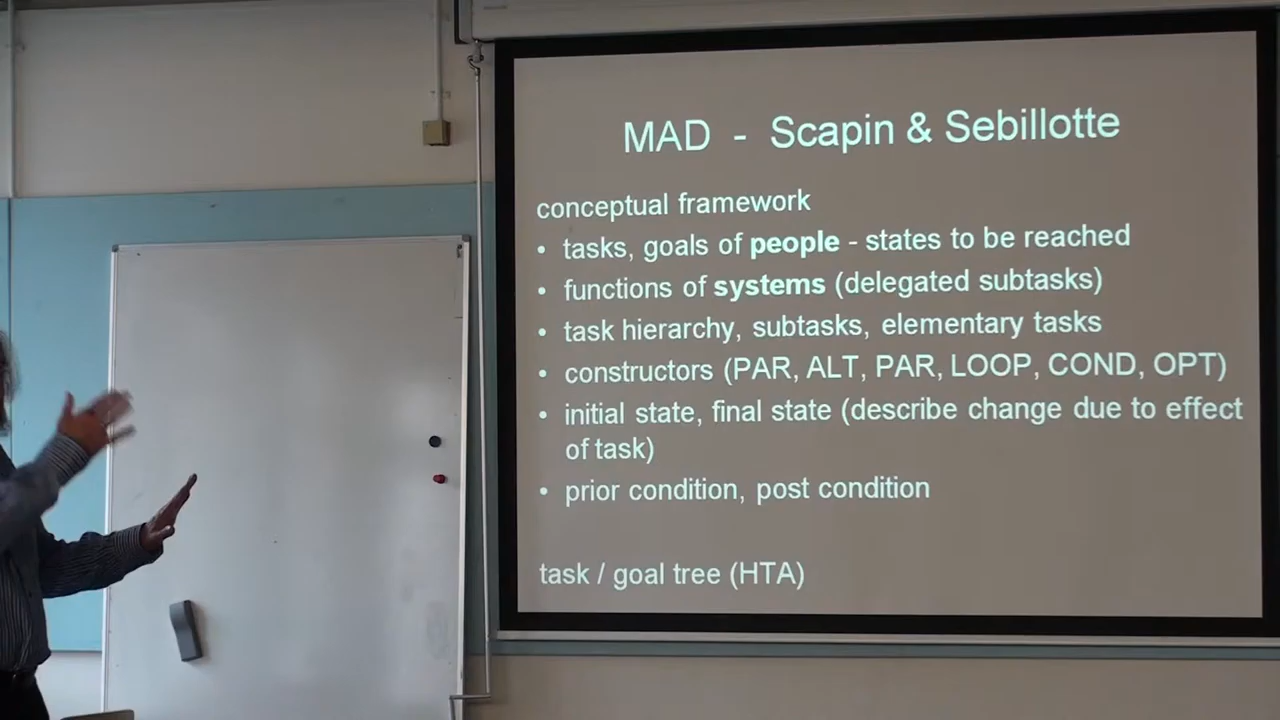 MAD - Scapin & Sebillotte
conceptual framework
• tasks, goals of people - states to be reached
• functions of systems (delegated subtasks)
• task hierarchy, subtasks, elementary tasks
• constructors (PAR, ALT, PAR, LOOP, COND, OPT)
• initial state, final state (describe change due to effect
of task)
• prior condition, post condition
task / goal tree (HTA)